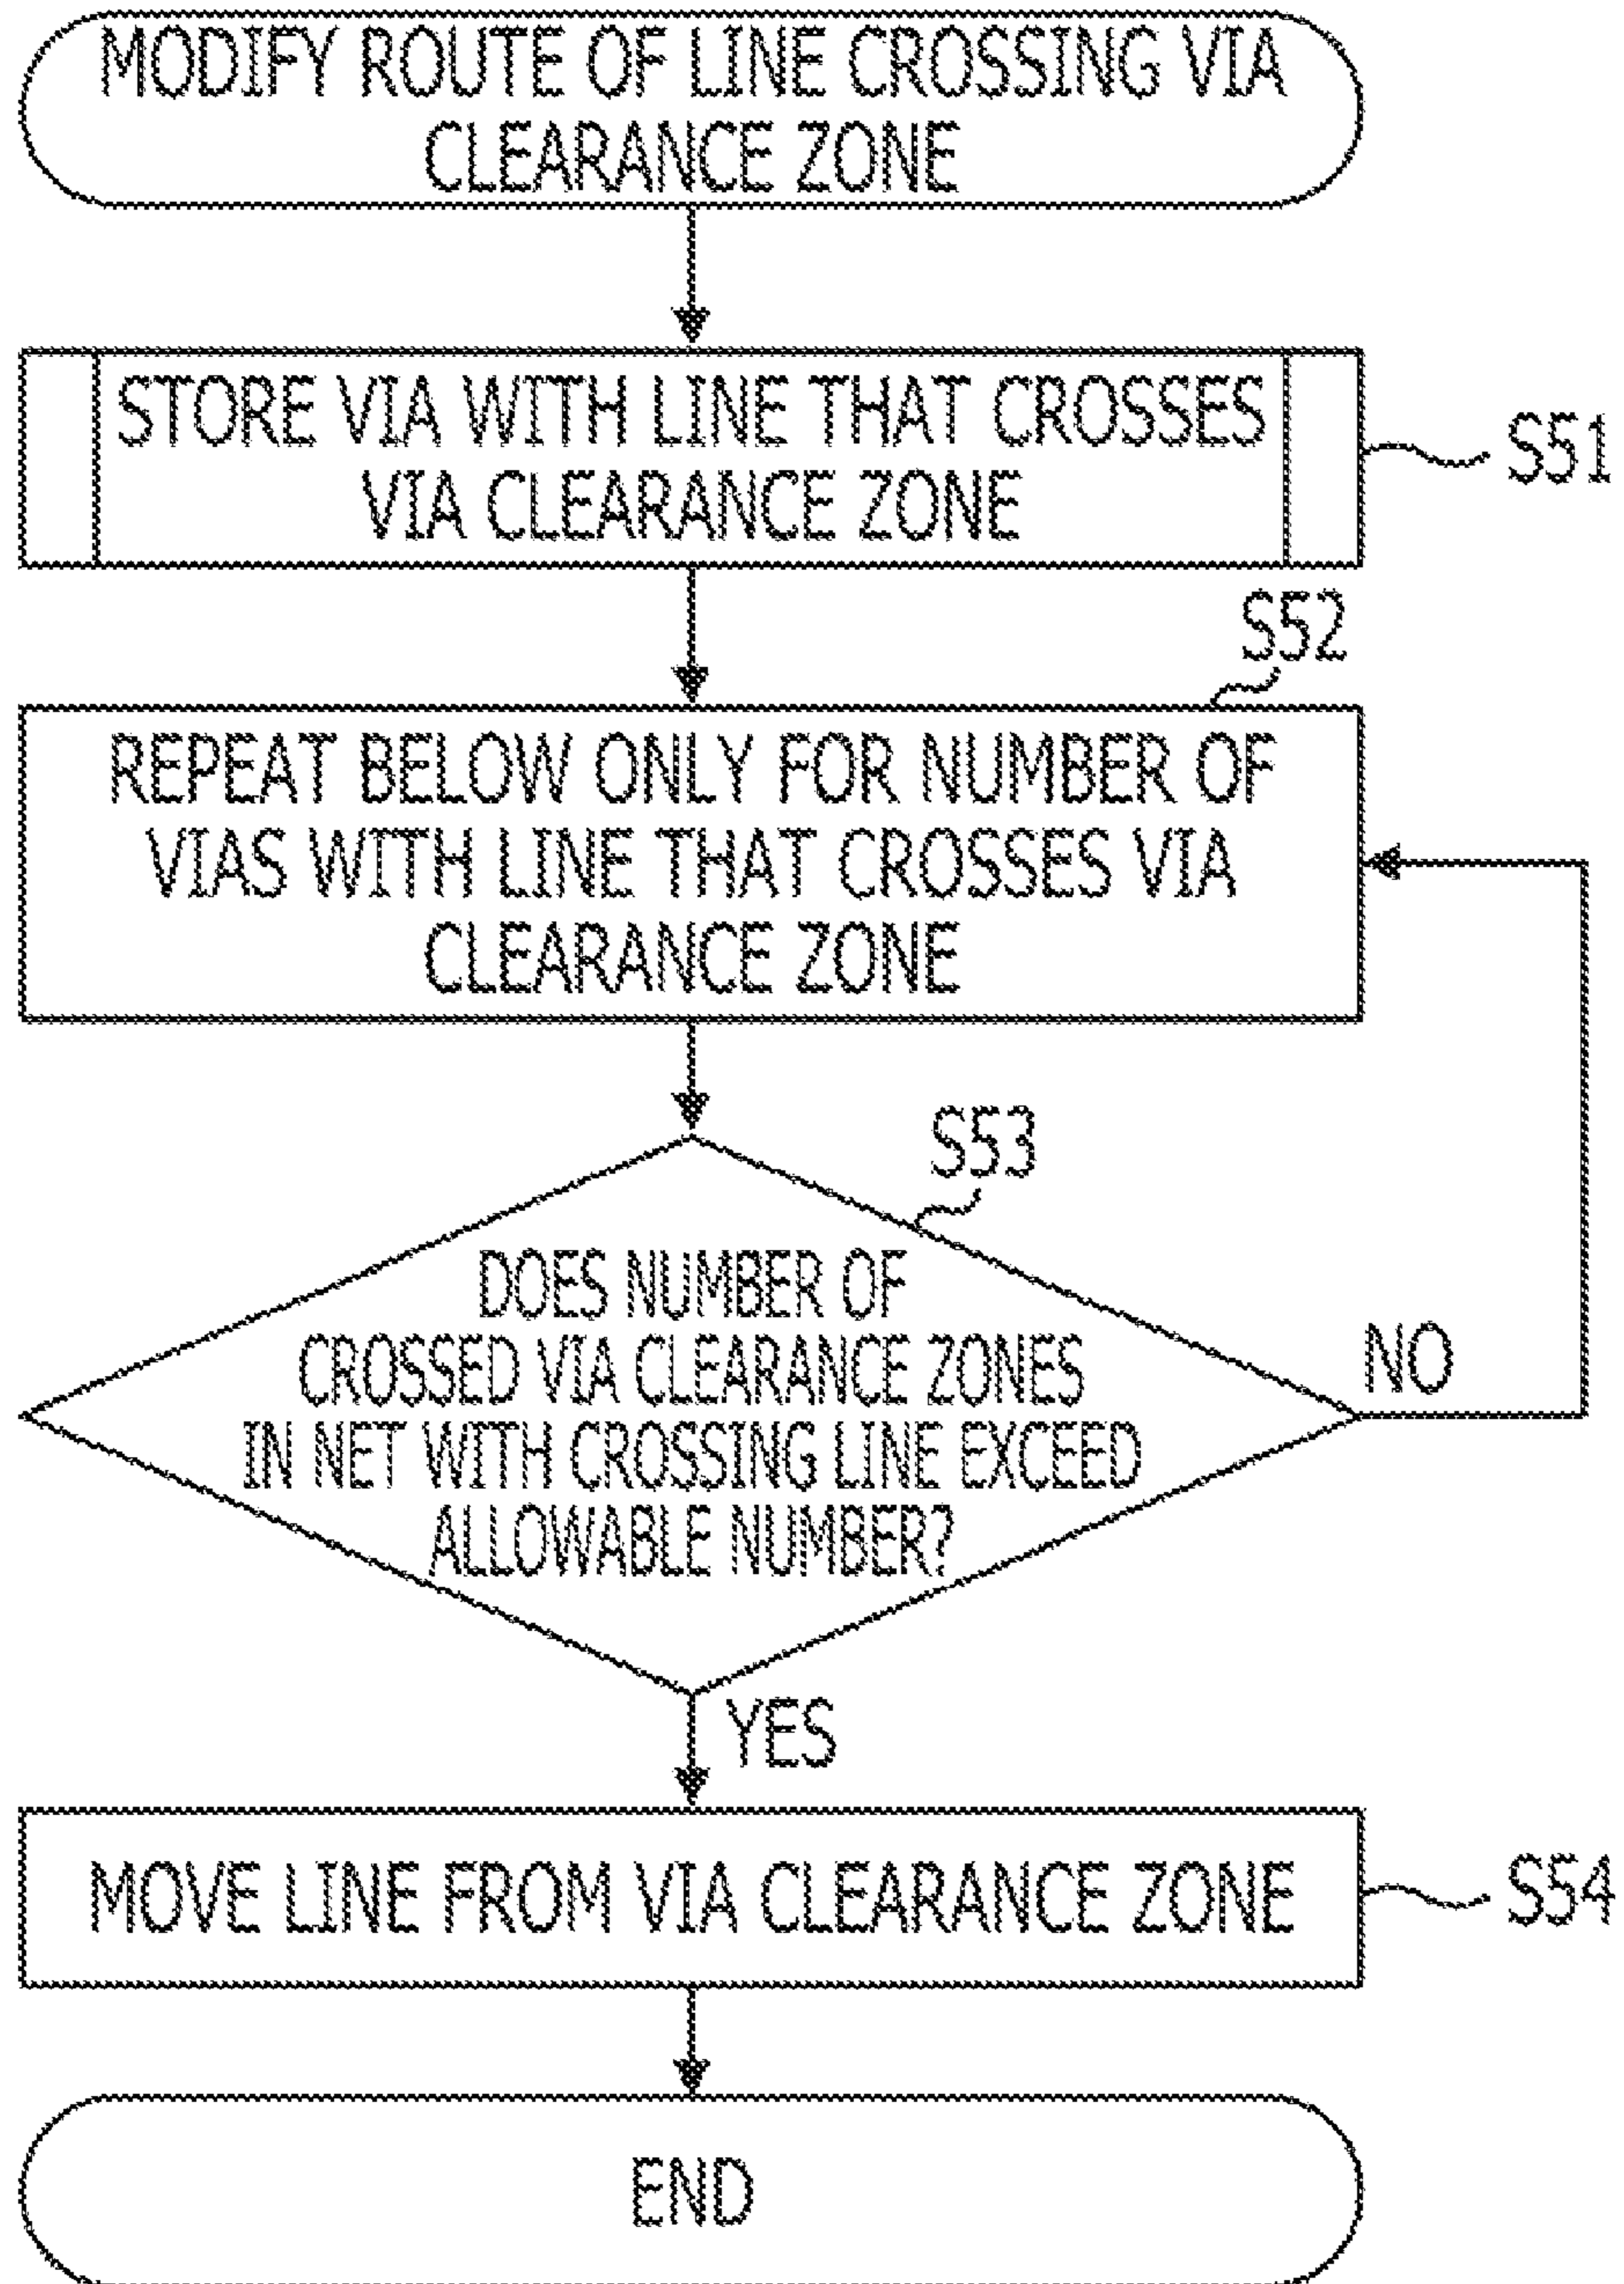 MODIFY ROUTE OF LINE CROSSING VIA
CLEARANCE ZONE
STORE VIA WITH LINE THAT CROSSES
VIA CLEARANCE ZONE
S51
S52
REPEAT BELOW ONLY FOR NUMBER OF
VIAS WITH LINE THAT CROSSES VIA
CLEARANCE ZONE
S53
DOES NUMBER OF
CROSSED VIA CLEARANCE ZONES
IN NET WITH CROSSING LINE EXCEED
ALLOWABLE NUMBER?
NO
YES
MOVE LINE FROM VIA CLEARANCE ZONE
S54
END